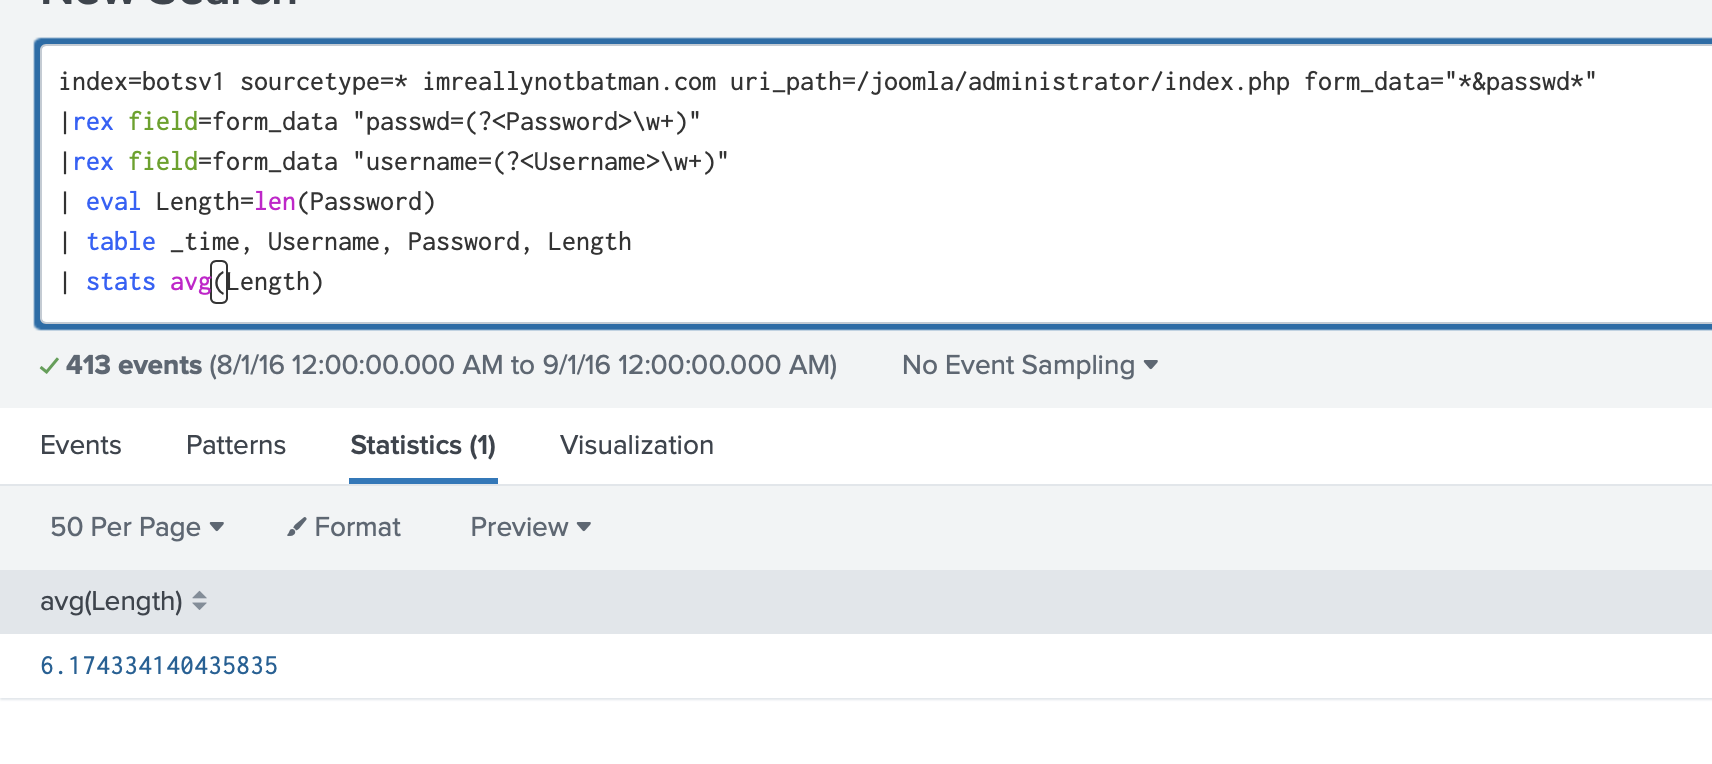 New Search
index=botsv1 sourcetype=* imreallynotbatman.com uri_path=/joomla/administrator/index.php form_data="*&passwd*"
|rex field=form_data "passwd=(?<Password>\w+)"
|rex field=form_data "username=(?<Username>\w+)"
| eval Length=len(Password)
| table _time, Username, Password, Length
| stats avg(Length)
413 events (8/1/16 12:00:00.000 AM to 9/1/16 12:00:00.000 AM) No Event Sampling
Events Patterns Statistics (1) Visualization
50 Per Page Format Preview
avg(Length)
6.174334140435835